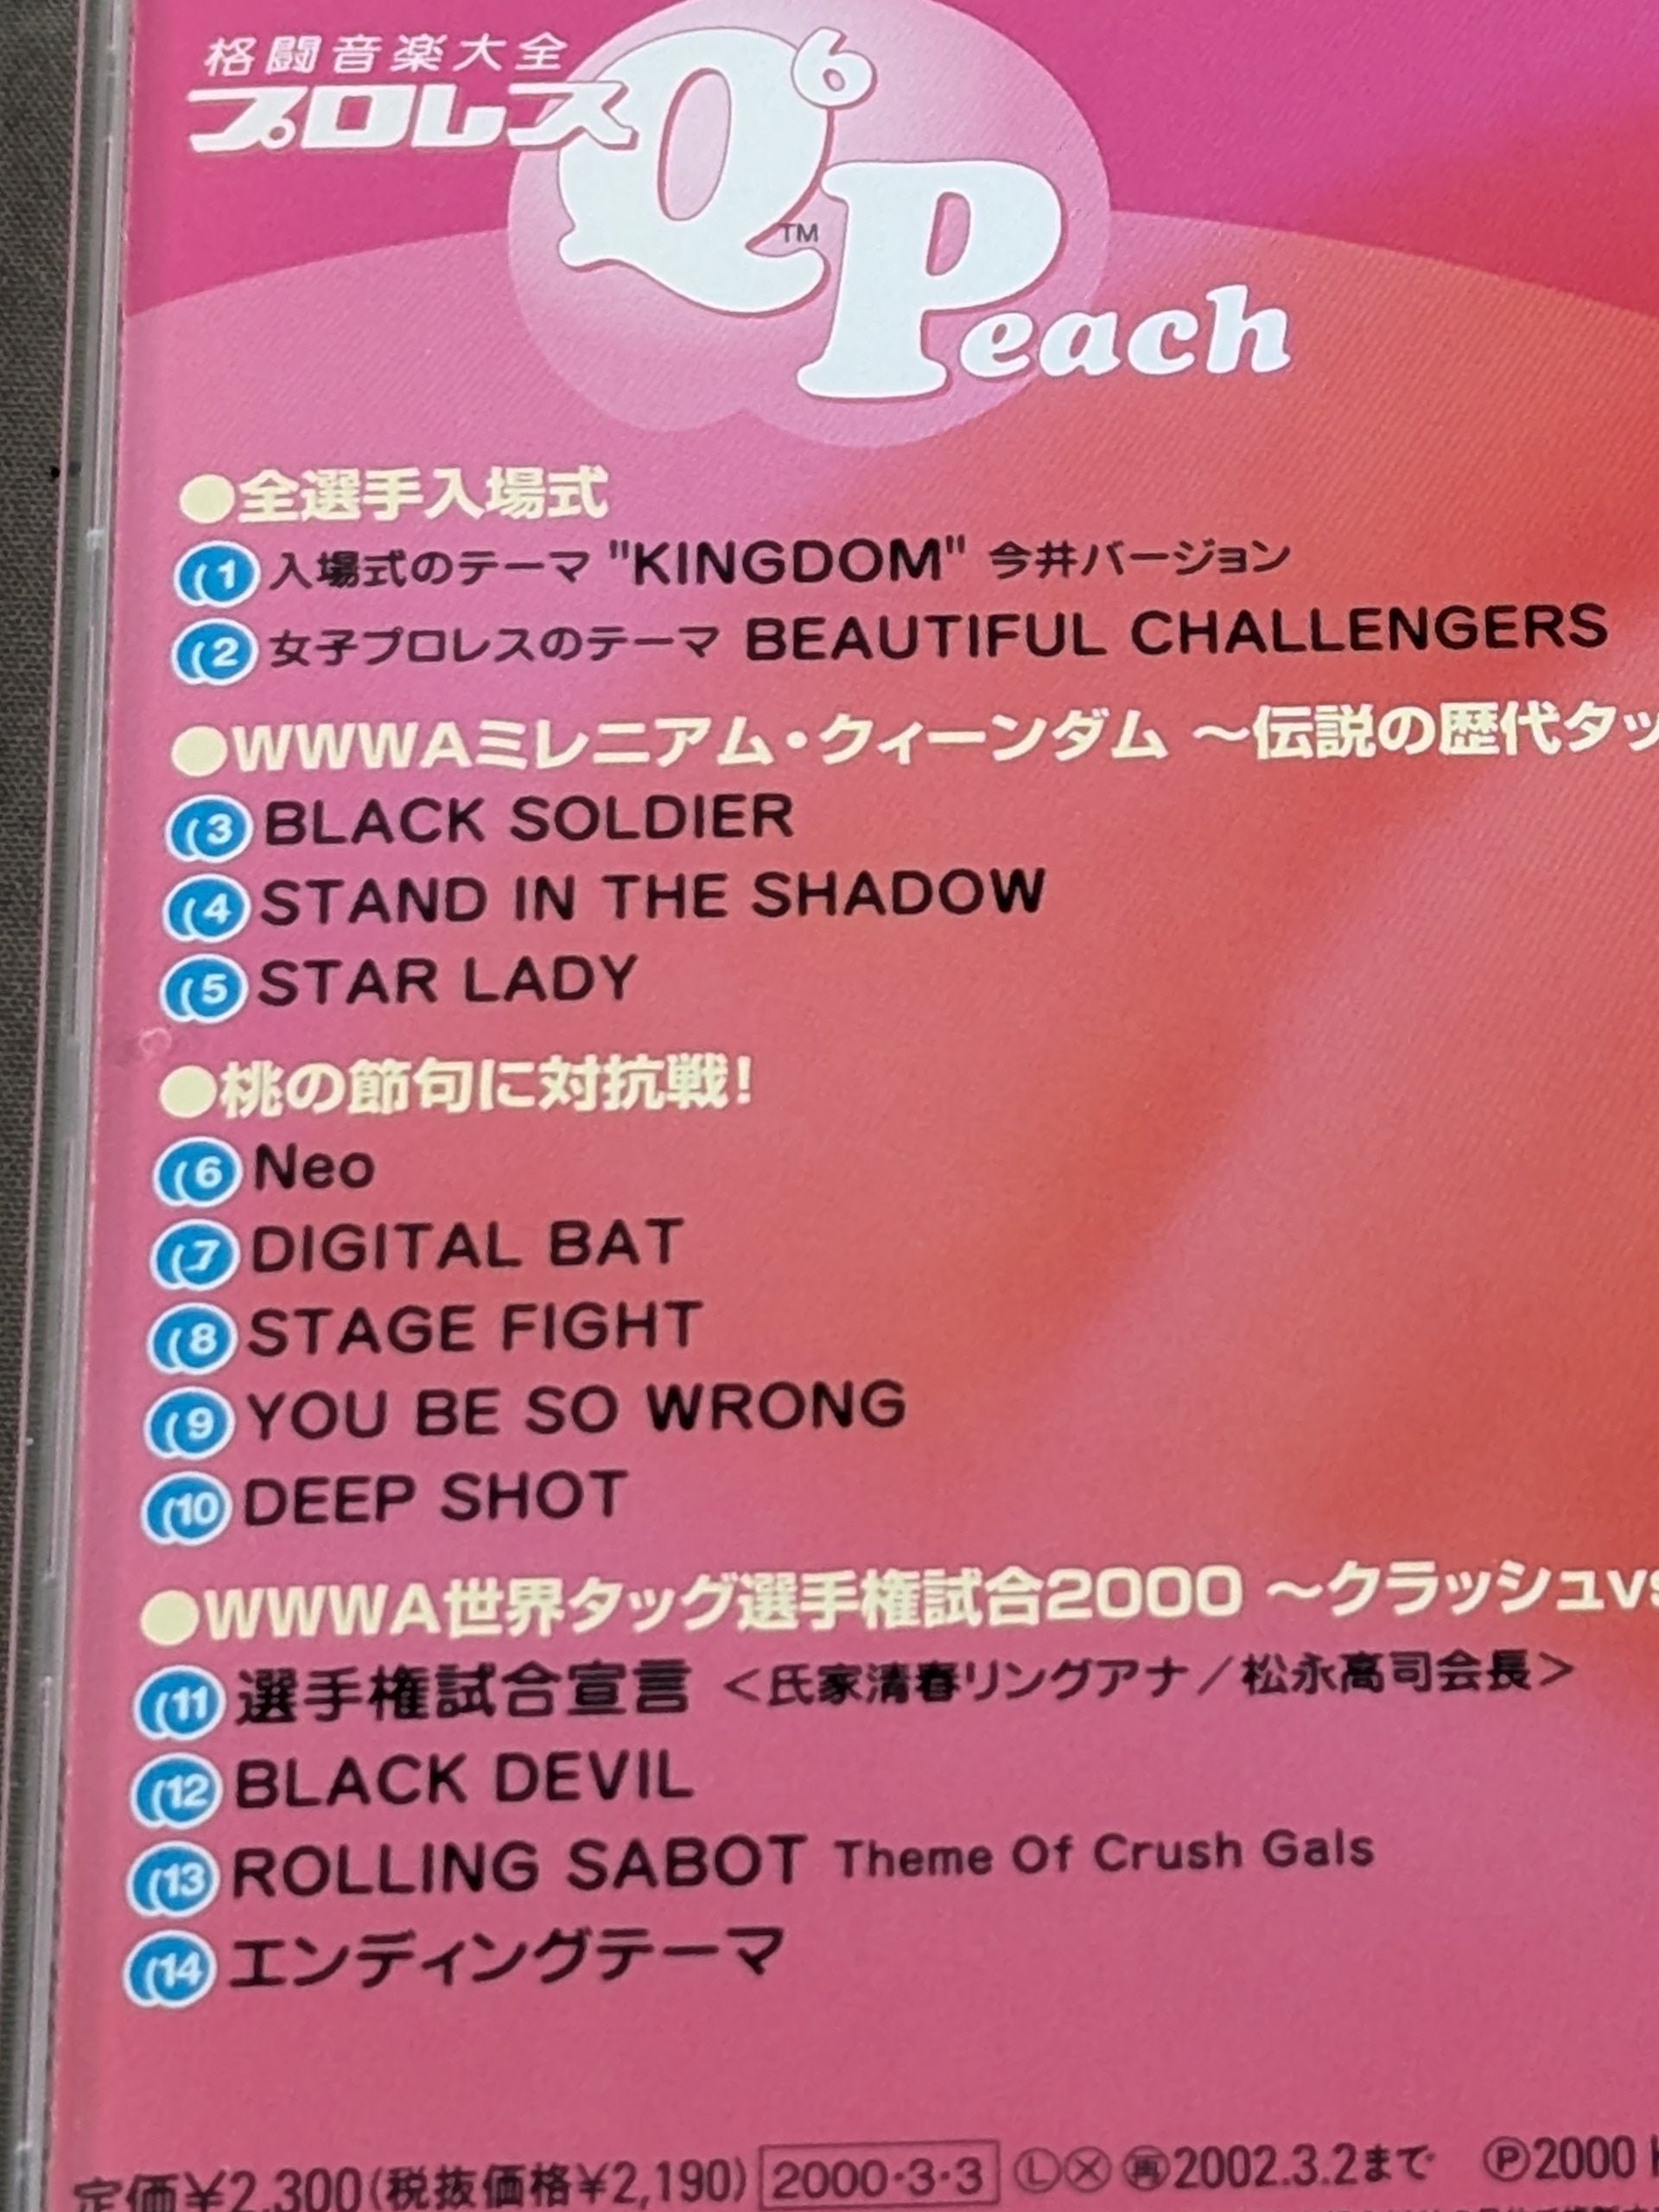 格闘音楽大全
プロレスQ6
™
Peach
●全選手入場式
1 入場式のテーマ "KINGDOM" 今井バージョン
2 女子プロレスのテーマ BEAUTIFUL CHALLENGERS
●WWWAミレニアム・クィーンダム ～伝説の歴代タッ
3 BLACK SOLDIER
4 STAND IN THE SHADOW
5 STAR LADY
●桃の節句に対抗戦!
6 Neo
7 DIGITAL BAT
8 STAGE FIGHT
9 YOU BE SO WRONG
10 DEEP SHOT
●WWWA世界タッグ選手権試合2000 ～クラッシュvs
11 選手権試合宣言 <氏家清春リングアナ/松永高司会長>
12 BLACK DEVIL
13 ROLLING SABOT Theme Of Crush Gals
14 エンディングテーマ
定価¥2,300(税抜価格¥2,190) 2000・3・3 Ⓛ Ⓧ 再 2002.3.2まで Ⓟ2000